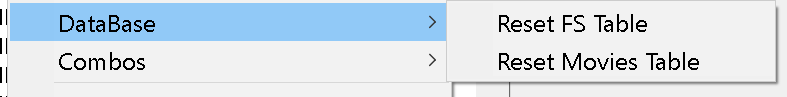 DataBase
Combos
Reset FS Table
Reset Movies Table